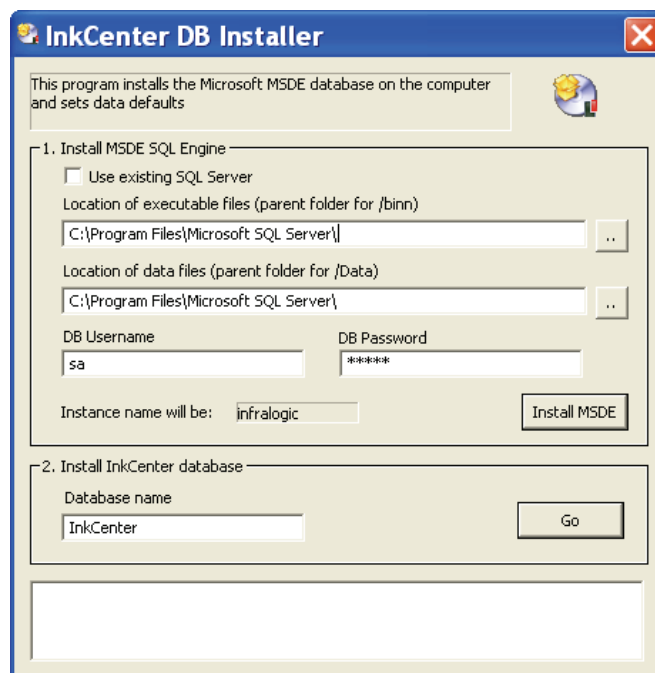 InkCenter DB Installer
This program installs the Microsoft MSDE database on the computer
and sets data defaults
1. Install MSDE SQL Engine
Use existing SQL Server
Location of executable files (parent folder for /binn)
C:\Program Files\Microsoft SQL Server\
..
Location of data files (parent folder for /Data)
C:\Program Files\Microsoft SQL Server\
..
DB Username
DB Password
sa
*****
Instance name will be:
infralogic
Install MSDE
2. Install InkCenter database
Database name
InkCenter
Go